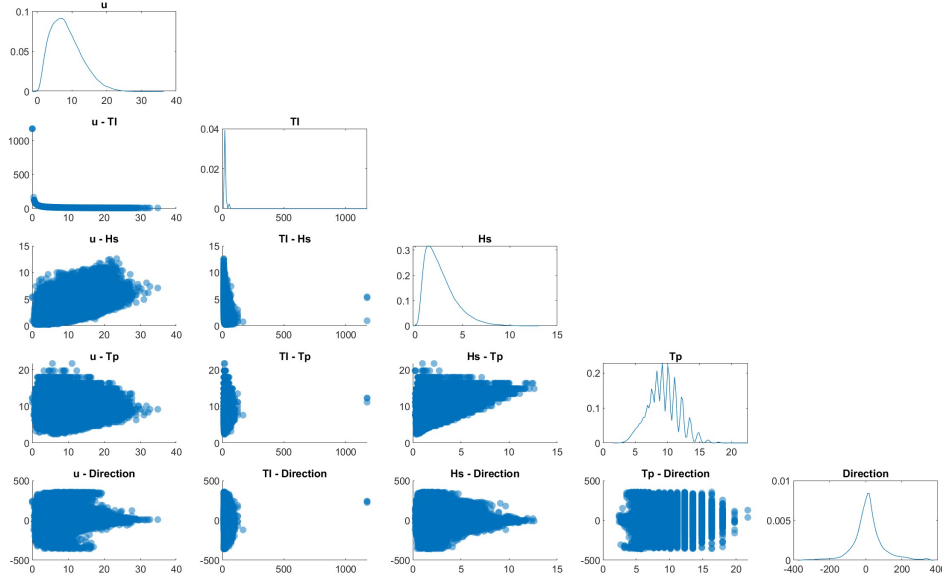 u
0.1
0.05
0
0 10 20 30 40
u - TI
TI
1000
500
0
0 10 20 30 40
0.04
0.02
0
0 500 1000
u - Hs
TI - Hs
Hs
15
10
5
0
0 10 20 30 40
15
10
5
0
0 500 1000
0.3
0.2
0.1
0
0 5 10 15
u - Tp
TI - Tp
Hs - Tp
Tp
20
10
0
0 10 20 30 40
20
10
0
0 500 1000
20
10
0
0 5 10 15
0.2
0.1
0
0 5 10 15 20
u - Direction
TI - Direction
Hs - Direction
Tp - Direction
Direction
500
0
-500
0 10 20 30 40
500
0
-500
0 500 1000
500
0
-500
0 5 10 15
500
0
-500
0 5 10 15 20
0.01
0.005
0
-400 -200 0 200 400